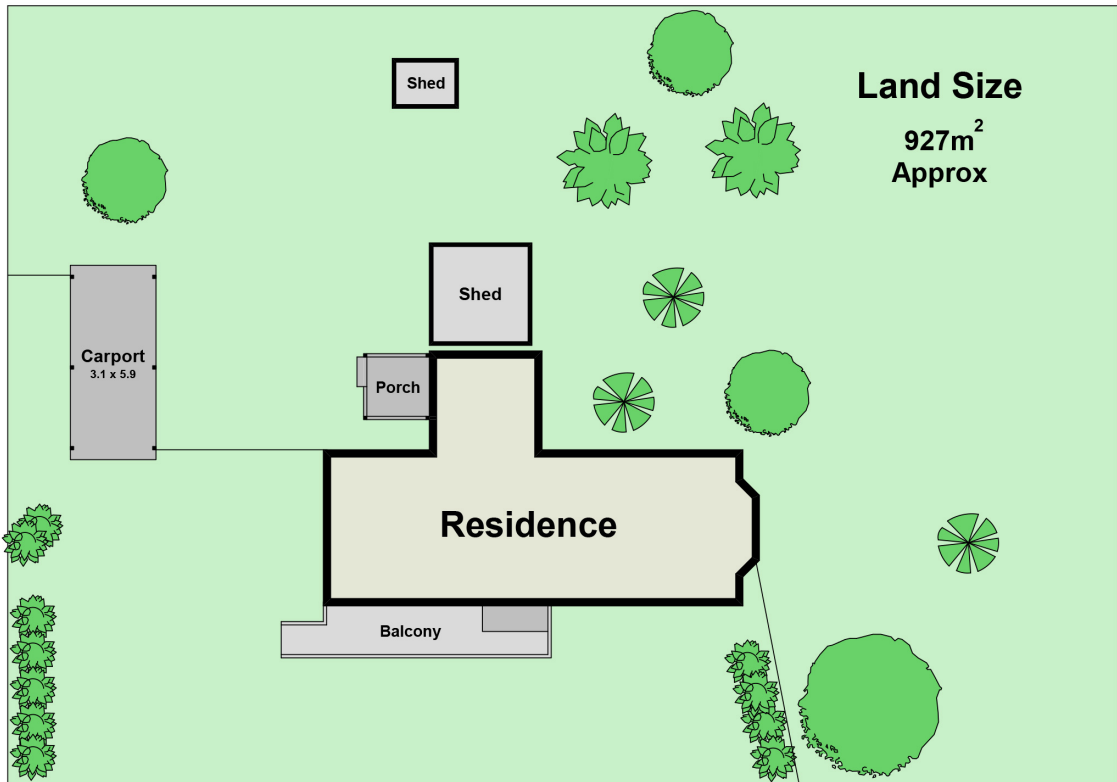 Shed
Land Size
927m²
Approx
Shed
Carport
3.1 x 5.9
Porch
Residence
Balcony